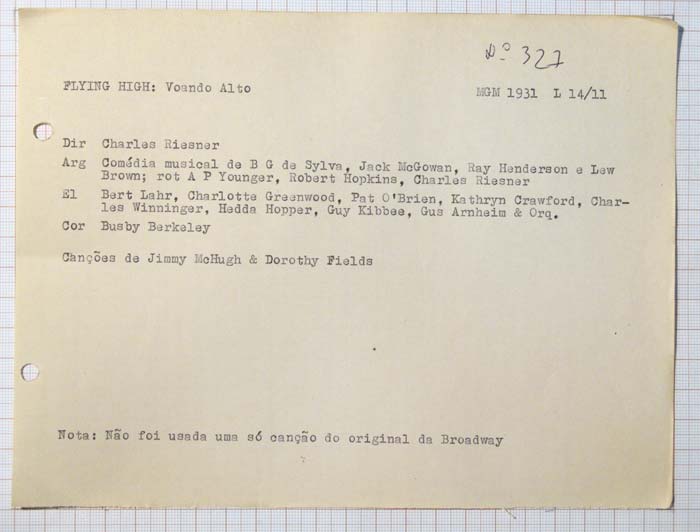 Nº 327
FLYING HIGH: Voando Alto
MGM 1931 L 14/11
Dir Charles Riesner
Arg Comédia musical de B G de Sylva, Jack McGowan, Ray Henderson e Lew
Brown; rot A P Younger, Robert Hopkins, Charles Riesner
El Bert Lahr, Charlotte Greenwood, Pat O'Brien, Kathryn Crawford, Char-
les Winninger, Hedda Hopper, Guy Kibbee, Gus Arnheim & Orq.
Cor Busby Berkeley
Canções de Jimmy McHugh & Dorothy Fields
Nota: Não foi usada uma só canção do original da Broadway